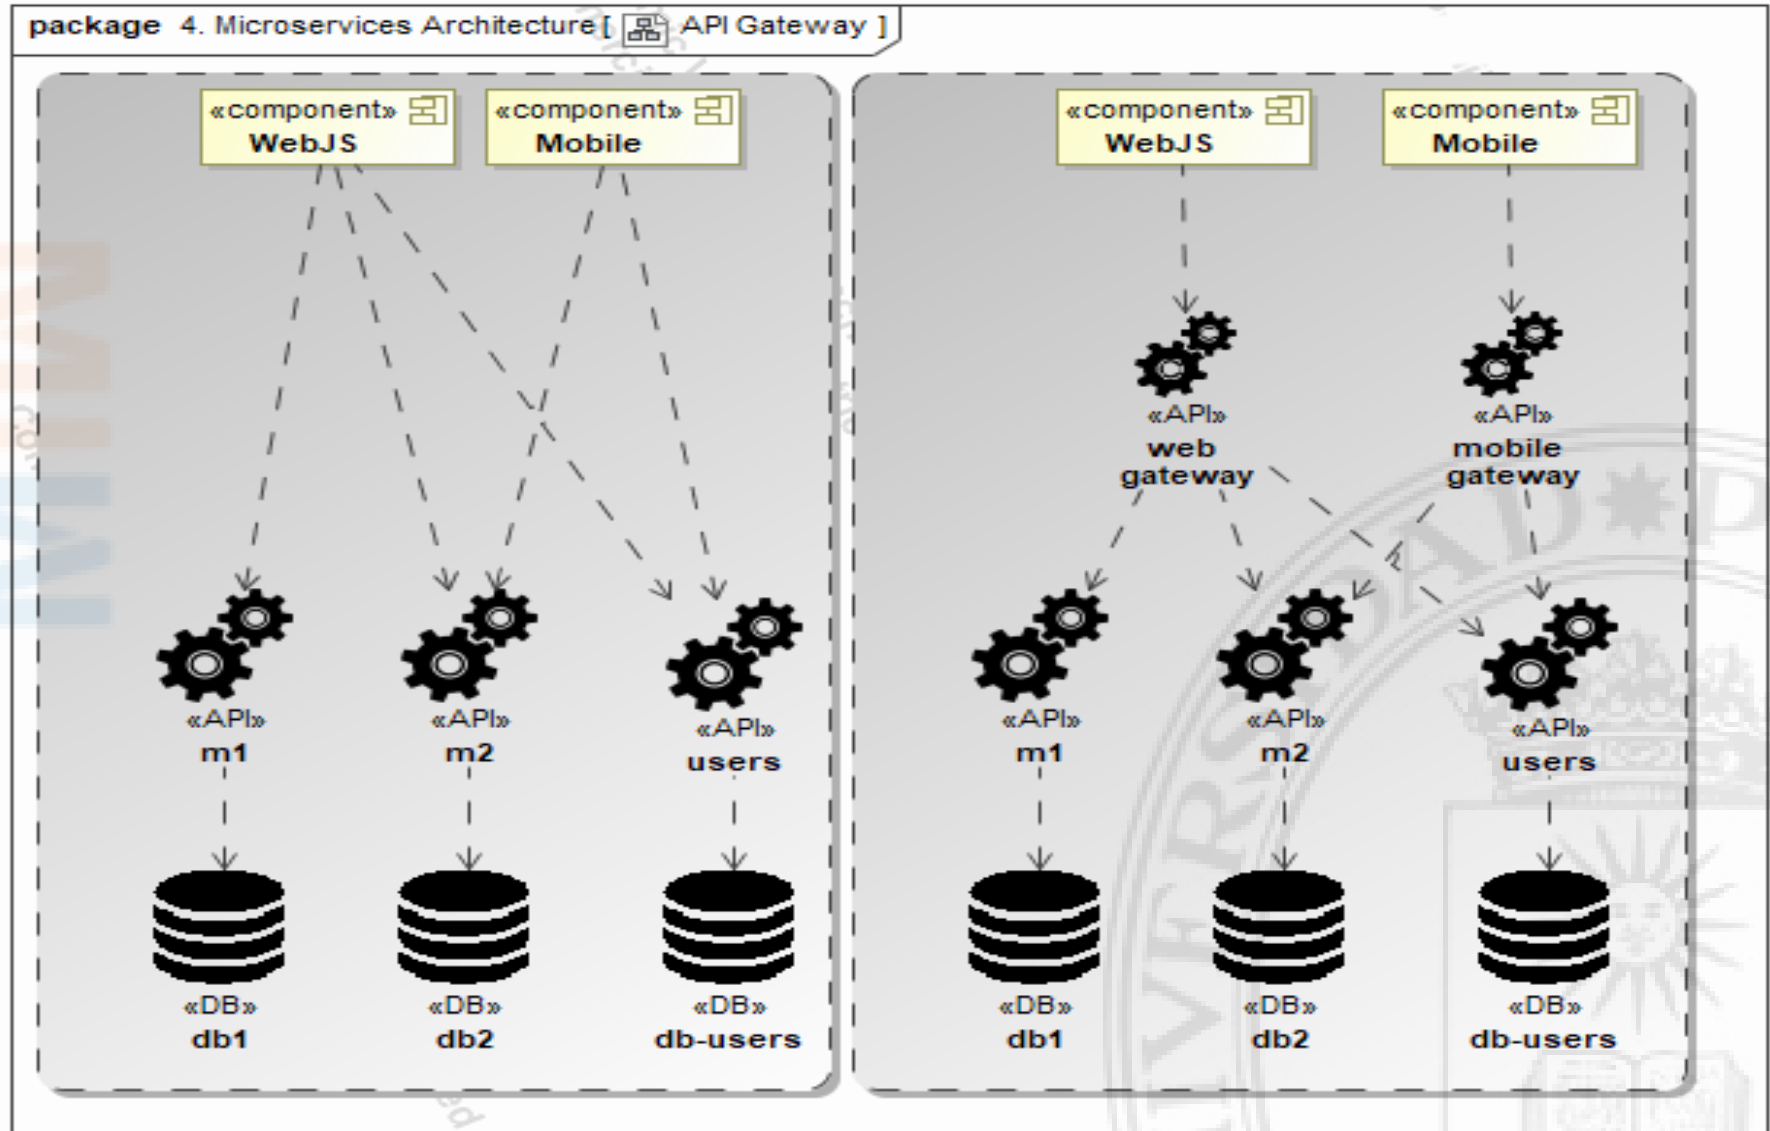 package 4. Microservices Architecture [ API Gateway ]
«component»
WebJS
«component»
Mobile
«API»
m1
«API»
m2
«API»
users
«DB»
db1
«DB»
db2
«DB»
db-users
«component»
WebJS
«component»
Mobile
«API»
web
gateway
«API»
mobile
gateway
«API»
m1
«API»
m2
«API»
users
«DB»
db1
«DB»
db2
«DB»
db-users